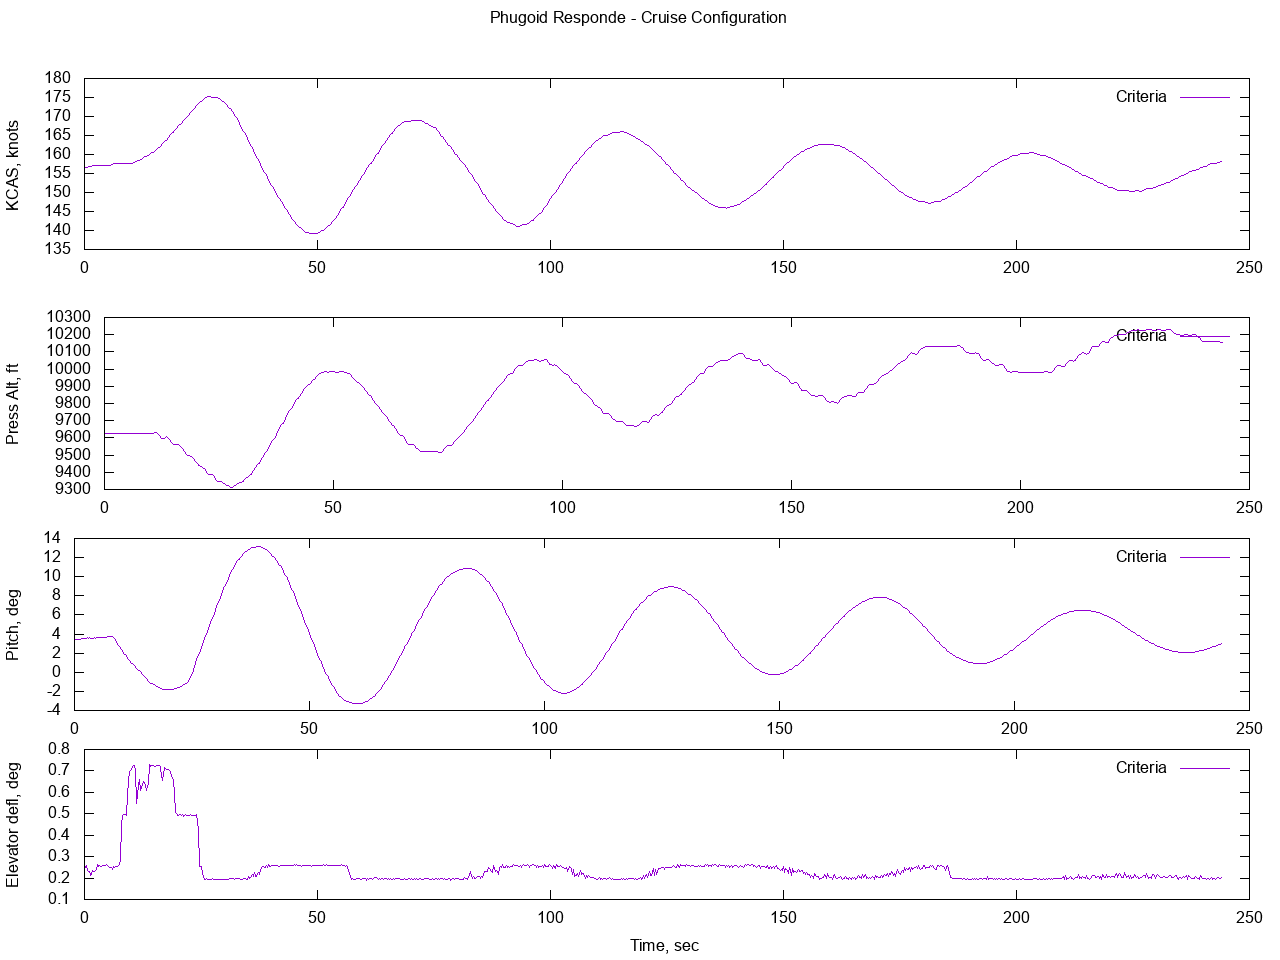 Phugoid Responde - Cruise Configuration
KCAS, knots
180
175
170
165
160
155
150
145
140
135
Criteria
0 50 100 150 200 250
Press Alt, ft
10300
10200
10100
10000
9900
9800
9700
9600
9500
9400
9300
Criteria
0 50 100 150 200 250
Pitch, deg
14
12
10
8
6
4
2
0
-2
-4
Criteria
0 50 100 150 200 250
Elevator defl, deg
0.8
0.7
0.6
0.5
0.4
0.3
0.2
0.1
Criteria
0 50 100 150 200 250
Time, sec